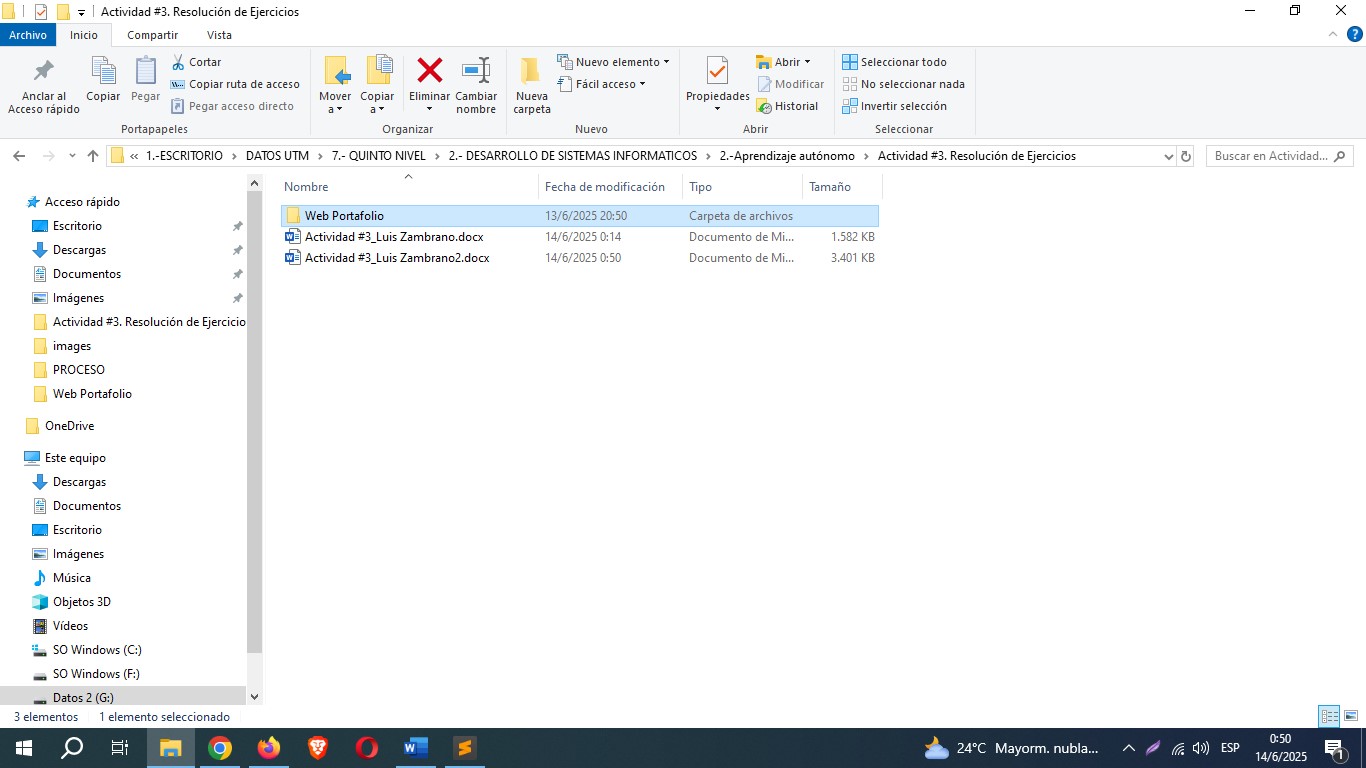 Actividad #3. Resolución de Ejercicios
Archivo Inicio Compartir Vista
Anclar al Acceso rápido
Copiar
Pegar
Cortar
Copiar ruta de acceso
Pegar acceso directo
Portapapeles
Mover a
Copiar a
Eliminar
Cambiar nombre
Organizar
Nueva carpeta
Nuevo elemento
Fácil acceso
Nuevo
Propiedades
Abrir
Modificar
Historial
Abrir
Seleccionar todo
No seleccionar nada
Invertir selección
Seleccionar
« 1.-ESCRITORIO > DATOS UTM > 7.- QUINTO NIVEL > 2.- DESARROLLO DE SISTEMAS INFORMATICOS > 2.-Aprendizaje autónomo > Actividad #3. Resolución de Ejercicios
Buscar en Actividad...
Acceso rápido
Escritorio
Descargas
Documentos
Imágenes
Actividad #3. Resolución de Ejercicio
images
PROCESO
Web Portafolio
OneDrive
Este equipo
Descargas
Documentos
Escritorio
Imágenes
Música
Objetos 3D
Vídeos
SO Windows (C:)
SO Windows (F:)
Datos 2 (G:)
Nombre Fecha de modificación Tipo Tamaño
Web Portafolio 13/6/2025 20:50 Carpeta de archivos
Actividad #3_Luis Zambrano.docx 14/6/2025 0:14 Documento de Mi... 1.582 KB
Actividad #3_Luis Zambrano2.docx 14/6/2025 0:50 Documento de Mi... 3.401 KB
3 elementos 1 elemento seleccionado
24°C Mayorm. nubla...
ESP
0:50
14/6/2025
1